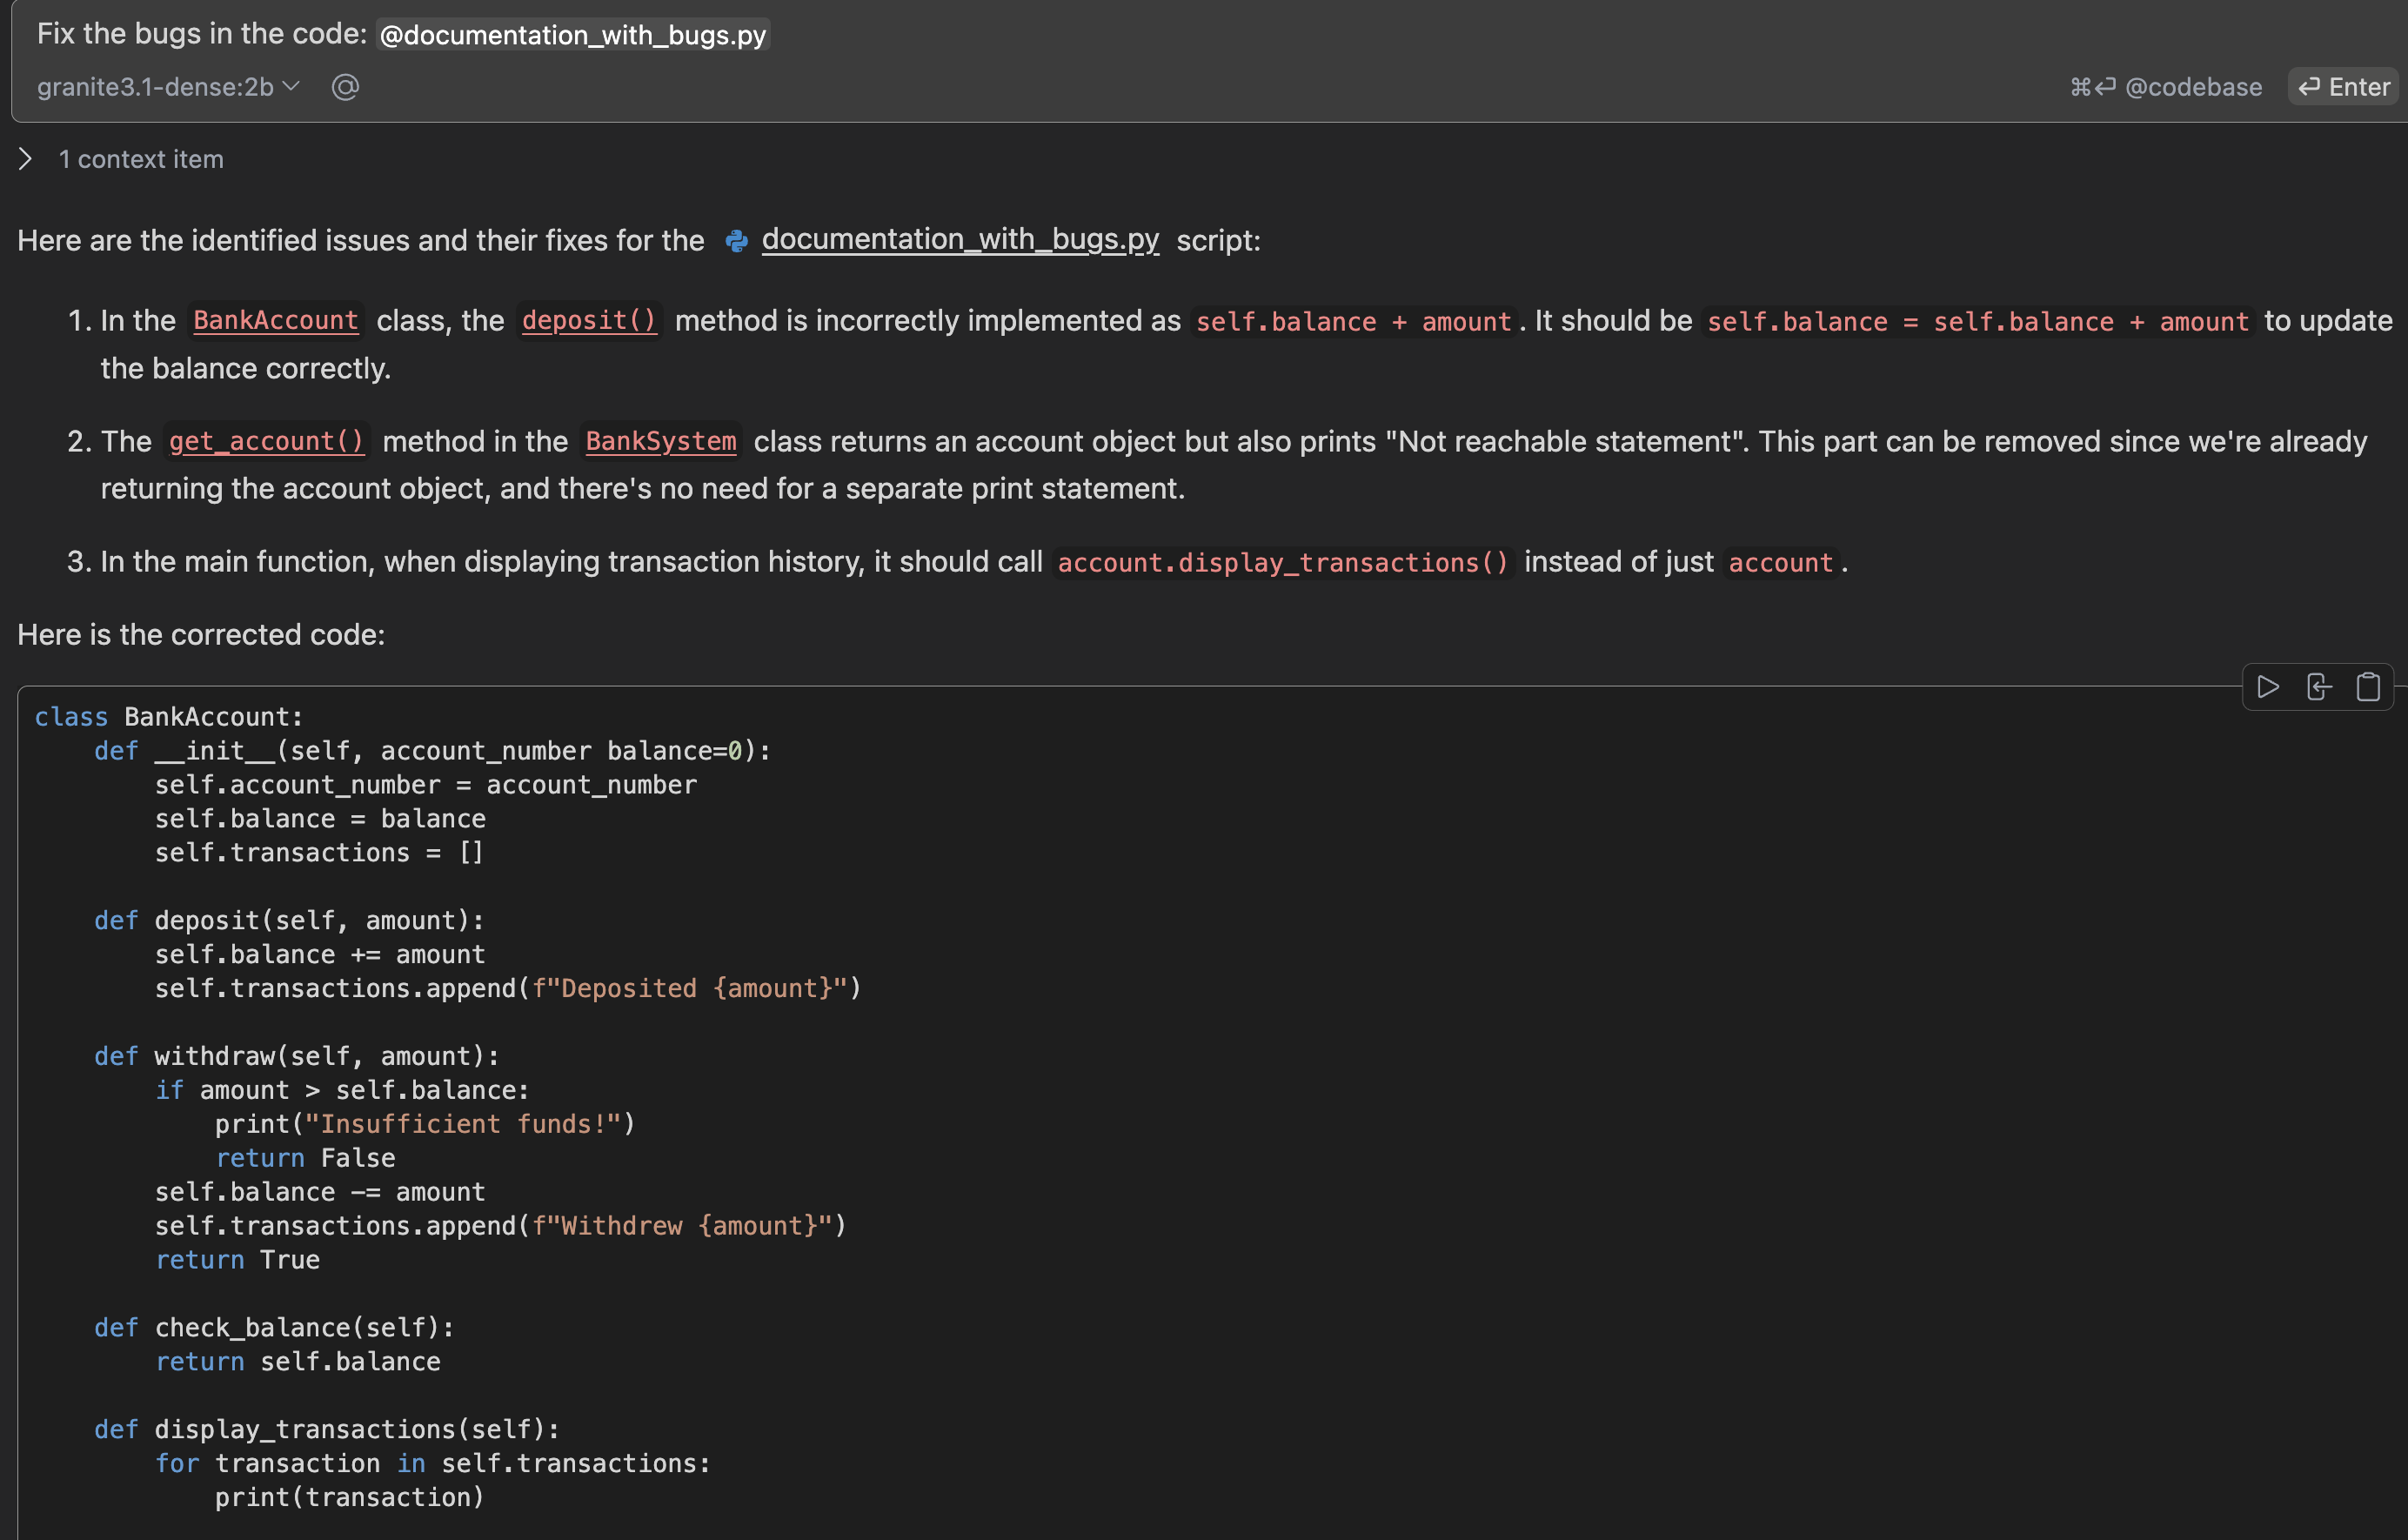 Fix the bugs in the code: @documentation_with_bugs.py
granite3.1-dense:2b @ ⌘⏎ @codebase ⏎ Enter
1 context item
Here are the identified issues and their fixes for the documentation_with_bugs.py script:
1. In the BankAccount class, the deposit() method is incorrectly implemented as self.balance + amount. It should be self.balance = self.balance + amount to update
the balance correctly.
2. The get_account() method in the BankSystem class returns an account object but also prints "Not reachable statement". This part can be removed since we're already
returning the account object, and there's no need for a separate print statement.
3. In the main function, when displaying transaction history, it should call account.display_transactions() instead of just account.
Here is the corrected code:
class BankAccount:
    def __init__(self, account_number balance=0):
        self.account_number = account_number
        self.balance = balance
        self.transactions = []
    def deposit(self, amount):
        self.balance += amount
        self.transactions.append(f"Deposited {amount}")
    def withdraw(self, amount):
        if amount > self.balance:
            print("Insufficient funds!")
            return False
        self.balance -= amount
        self.transactions.append(f"Withdrew {amount}")
        return True
    def check_balance(self):
        return self.balance
    def display_transactions(self):
        for transaction in self.transactions:
            print(transaction)